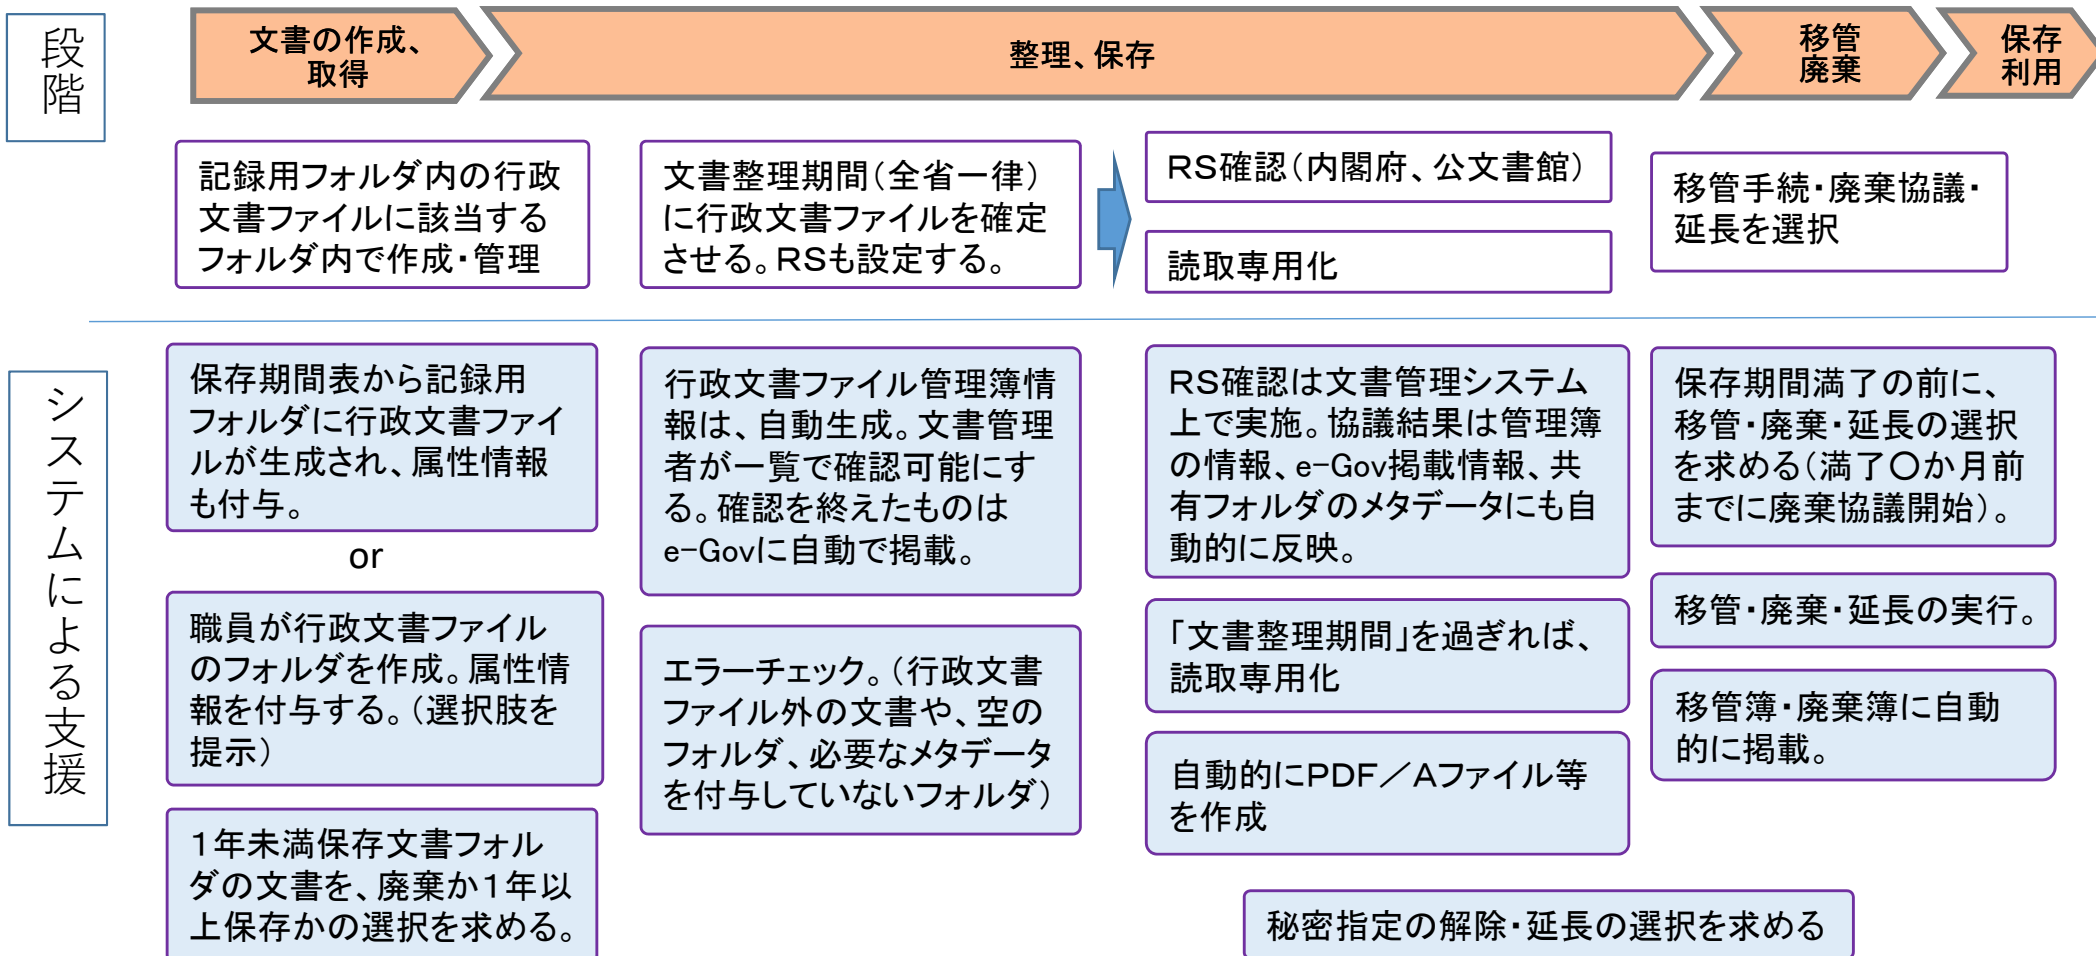 段階
文書の作成、
取得
整理、保存
移管
廃棄
保存
利用
記録用フォルダ内の行政
文書ファイルに該当する
フォルダ内で作成・管理
文書整理期間（全省一律）
に行政文書ファイルを確定
させる。ＲＳも設定する。
ＲＳ確認（内閣府、公文書館）
読取専用化
移管手続・廃棄協議・
延長を選択
システムによる支援
保存期間表から記録用
フォルダに行政文書ファイ
ルが生成され、属性情報
も付与。
or
職員が行政文書ファイル
のフォルダを作成。属性情
報を付与する。（選択肢を
提示）
１年未満保存文書フォル
ダの文書を、廃棄か１年以
上保存かの選択を求める。
行政文書ファイル管理簿情
報は、自動生成。文書管理
者が一覧で確認可能にす
る。確認を終えたものは
e-Govに自動で掲載。
エラーチェック。（行政文書
ファイル外の文書や、空の
フォルダ、必要なメタデータ
を付与していないフォルダ）
ＲＳ確認は文書管理システム
上で実施。協議結果は管理簿
の情報、e-Gov掲載情報、共
有フォルダのメタデータにも自
動的に反映。
「文書整理期間」を過ぎれば、
読取専用化
自動的にＰＤＦ／Ａファイル等
を作成
保存期間満了の前に、
移管・廃棄・延長の選択
を求める（満了〇か月前
までに廃棄協議開始）。
移管・廃棄・延長の実行。
移管簿・廃棄簿に自動
的に掲載。
秘密指定の解除・延長の選択を求める